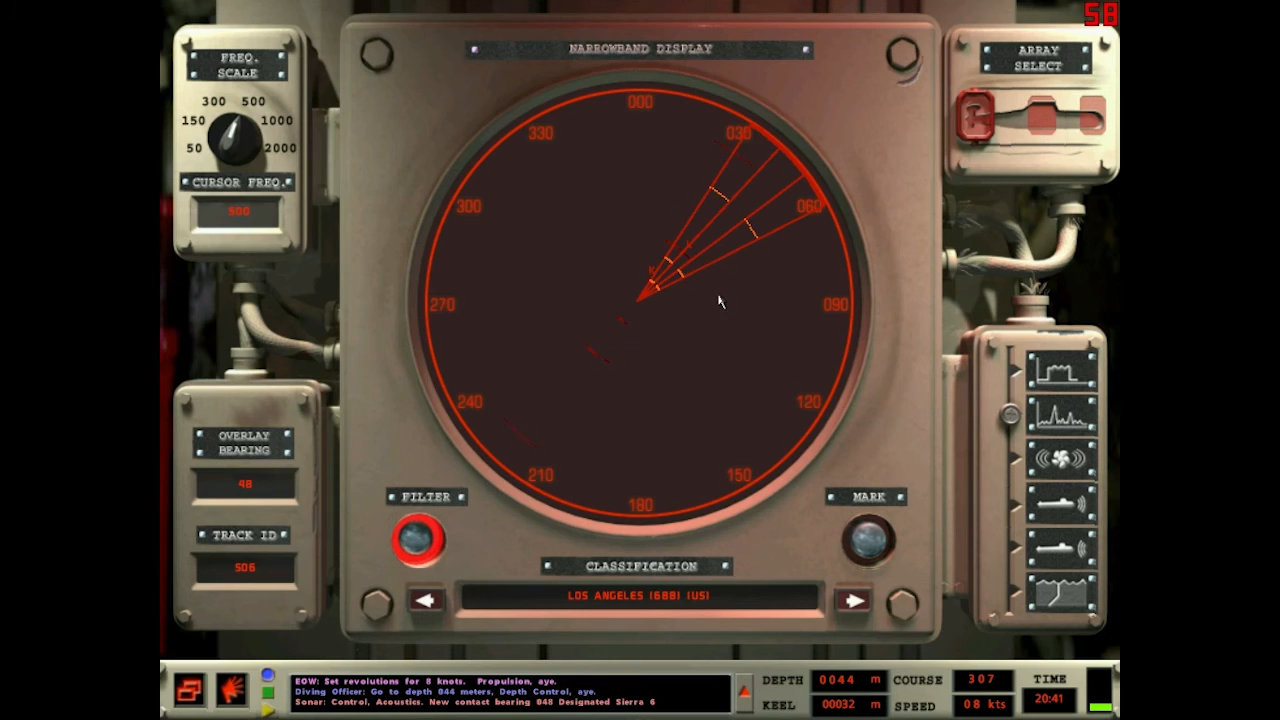 58
FREQ.
SCALE
300 500
150 1000
50 2000
CURSOR FREQ.
500
NARROWBAND DISPLAY
ARRAY
SELECT
000
330 030
300 060
270 090
240 120
210 150
180
OVERLAY
BEARING
48
TRACK ID
S06
FILTER
MARK
CLASSIFICATION
LOS ANGELES (688) (US)
EOW: Set revolutions for 8 knots. Propulsion, aye.
Diving Officer: Go to depth 044 meters, Depth Control, aye.
Sonar: Control, Acoustics. New contact bearing 048 Designated Sierra 6
DEPTH 0044 m COURSE 307 TIME
KEEL 00032 m SPEED 08 kts 20:41